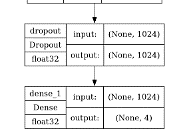 dropout
Dropout
float32
input:
(None, 1024)
output:
(None, 1024)
dense_1
Dense
float32
input:
(None, 1024)
output:
(None, 4)